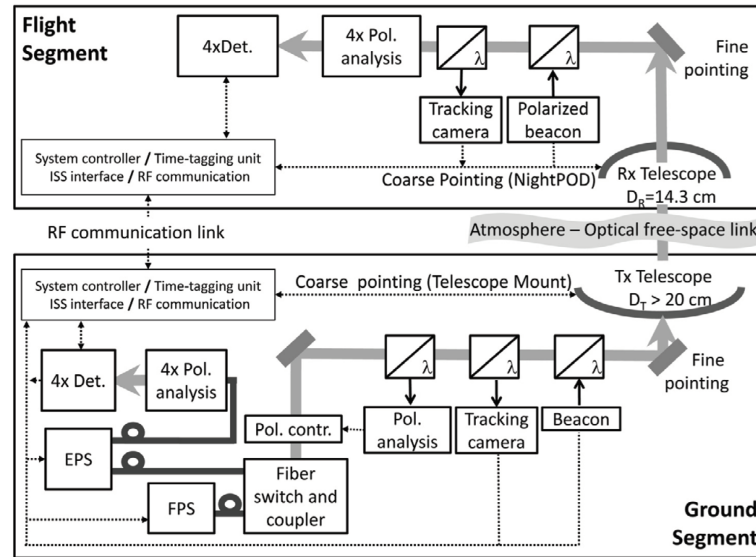 Flight
Segment
4xDet.
4x Pol.
analysis
λ
λ
Fine
pointing
Tracking
camera
Polarized
beacon
System controller / Time-tagging unit
ISS interface / RF communication
Coarse Pointing (NightPOD)
Rx Telescope
D_R=14.3 cm
RF communication link
Atmosphere – Optical free-space link
System controller / Time-tagging unit
ISS interface / RF communication
Coarse pointing (Telescope Mount)
Tx Telescope
D_T > 20 cm
4x Det.
4x Pol.
analysis
λ
λ
λ
Fine
pointing
Pol. contr.
Pol.
analysis
Tracking
camera
Beacon
EPS
Fiber
switch and
coupler
FPS
Ground
Segment